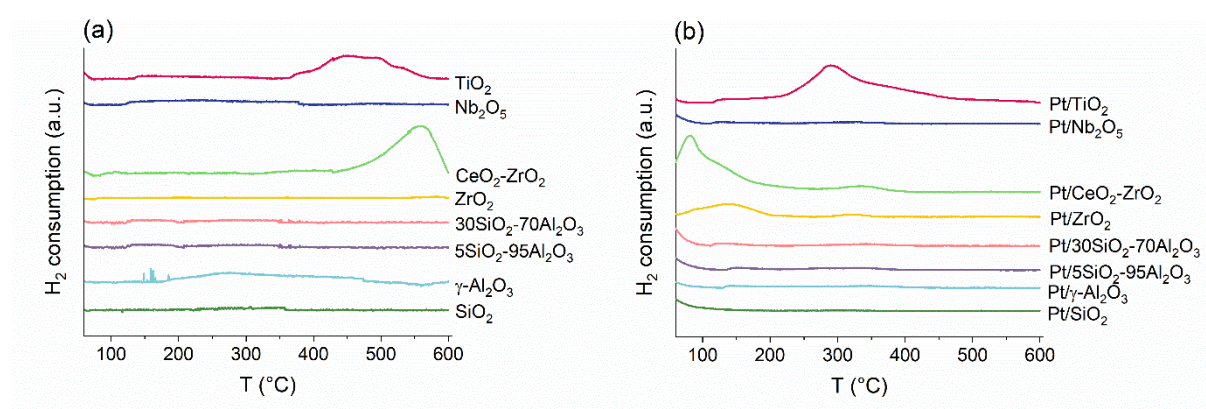 (a)
H₂ consumption (a.u.)
TiO₂
Nb₂O₅
CeO₂-ZrO₂
ZrO₂
30SiO₂-70Al₂O₃
5SiO₂-95Al₂O₃
γ-Al₂O₃
SiO₂
100 200 300 400 500 600
T (°C)
(b)
H₂ consumption (a.u.)
Pt/TiO₂
Pt/Nb₂O₅
Pt/CeO₂-ZrO₂
Pt/ZrO₂
Pt/30SiO₂-70Al₂O₃
Pt/5SiO₂-95Al₂O₃
Pt/γ-Al₂O₃
Pt/SiO₂
100 200 300 400 500 600
T (°C)